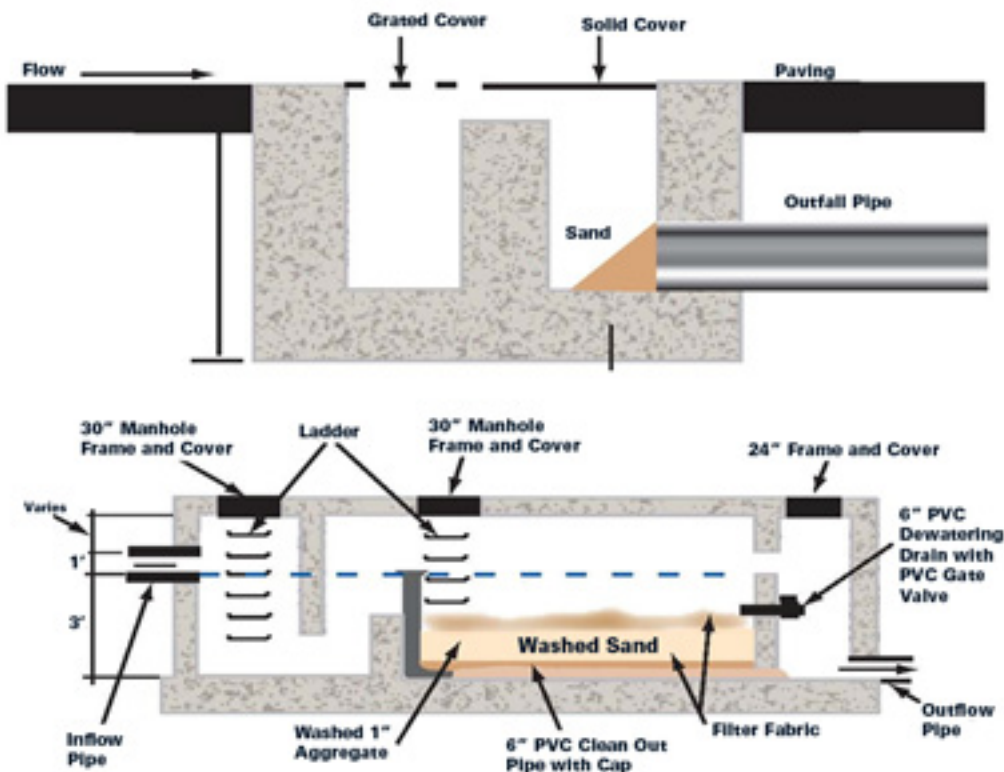 Grated Cover
Solid Cover
Flow
Paving
Sand
Outfall Pipe
30" Manhole
Frame and Cover
Ladder
30" Manhole
Frame and Cover
24" Frame and Cover
Varies
1'
3'
6" PVC
Dewatering
Drain with
PVC Gate
Valve
Washed Sand
Inflow
Pipe
Washed 1"
Aggregate
6" PVC Clean Out
Pipe with Cap
Filter Fabric
Outflow
Pipe